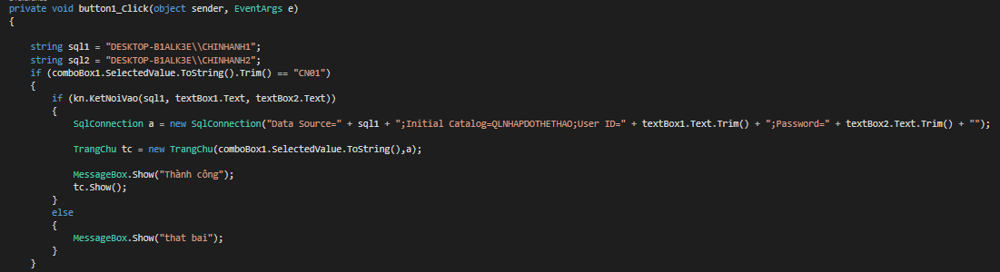 private void button1_Click(object sender, EventArgs e)
{
string sql1 = "DESKTOP-B1ALK3E\\CHINHANH1";
string sql2 = "DESKTOP-B1ALK3E\\CHINHANH2";
if (comboBox1.SelectedValue.ToString().Trim() == "CN01")
{
if (kn.KetNoiVao(sql1, textBox1.Text, textBox2.Text))
{
SqlConnection a = new SqlConnection("Data Source=" + sql1 + ";Initial Catalog=QLNHAPDOTHETHAO;User ID=" + textBox1.Text.Trim() + ";Password=" + textBox2.Text.Trim() + "");
TrangChu tc = new TrangChu(comboBox1.SelectedValue.ToString(),a);
MessageBox.Show("Thành công");
tc.Show();
}
else
{
MessageBox.Show("that bai");
}
}